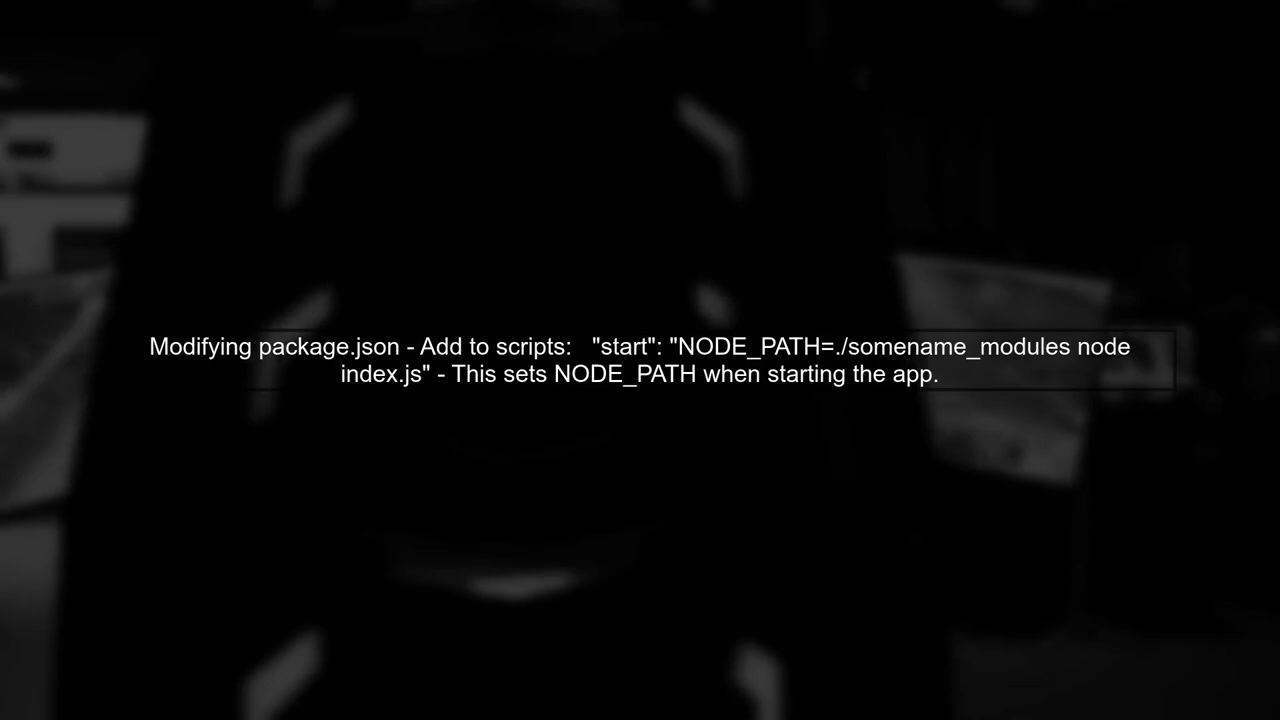 Modifying package.json - Add to scripts:   "start": "NODE_PATH=./somename_modules node
index.js" - This sets NODE_PATH when starting the app.